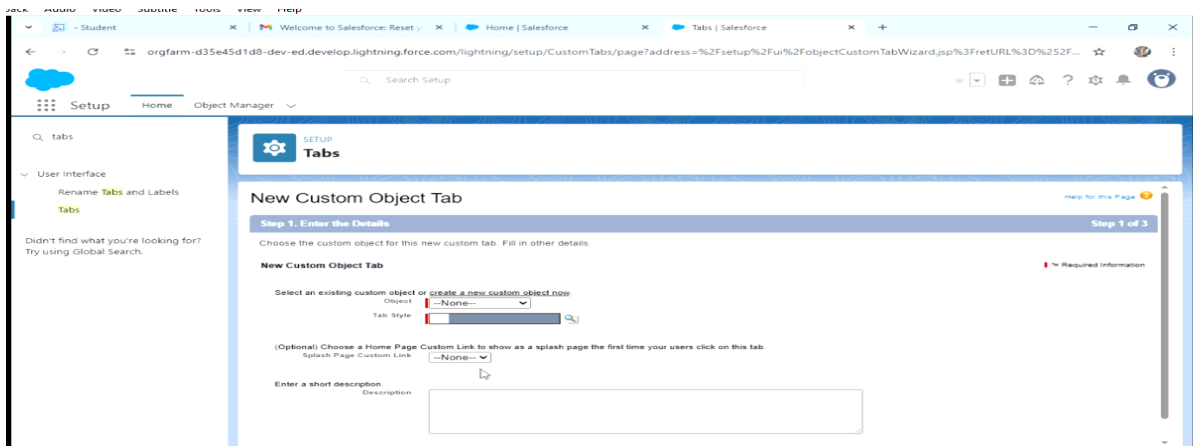 Back Audio Video Subtitle Tools View Help
- Student
Welcome to Salesforce: Reset y
Home | Salesforce
Tabs | Salesforce
orgfarm-d35e45d1d8-dev-ed.develop.lightning.force.com/lightning/setup/CustomTabs/page?address=%2Fsetup%2Fui%2FobjectCustomTabWizard.jsp%3FretURL%3D%252F...
Search Setup
Setup Home Object Manager
tabs
SETUP
Tabs
User Interface
Rename Tabs and Labels
Tabs
Didn't find what you're looking for?
Try using Global Search.
New Custom Object Tab
Help for this Page
Step 1. Enter the Details Step 1 of 3
Choose the custom object for this new custom tab. Fill in other details.
New Custom Object Tab
= Required Information
Select an existing custom object or create a new custom object now.
Object --None--
Tab Style
(Optional) Choose a Home Page Custom Link to show as a splash page the first time your users click on this tab.
Splash Page Custom Link --None--
Enter a short description
Description